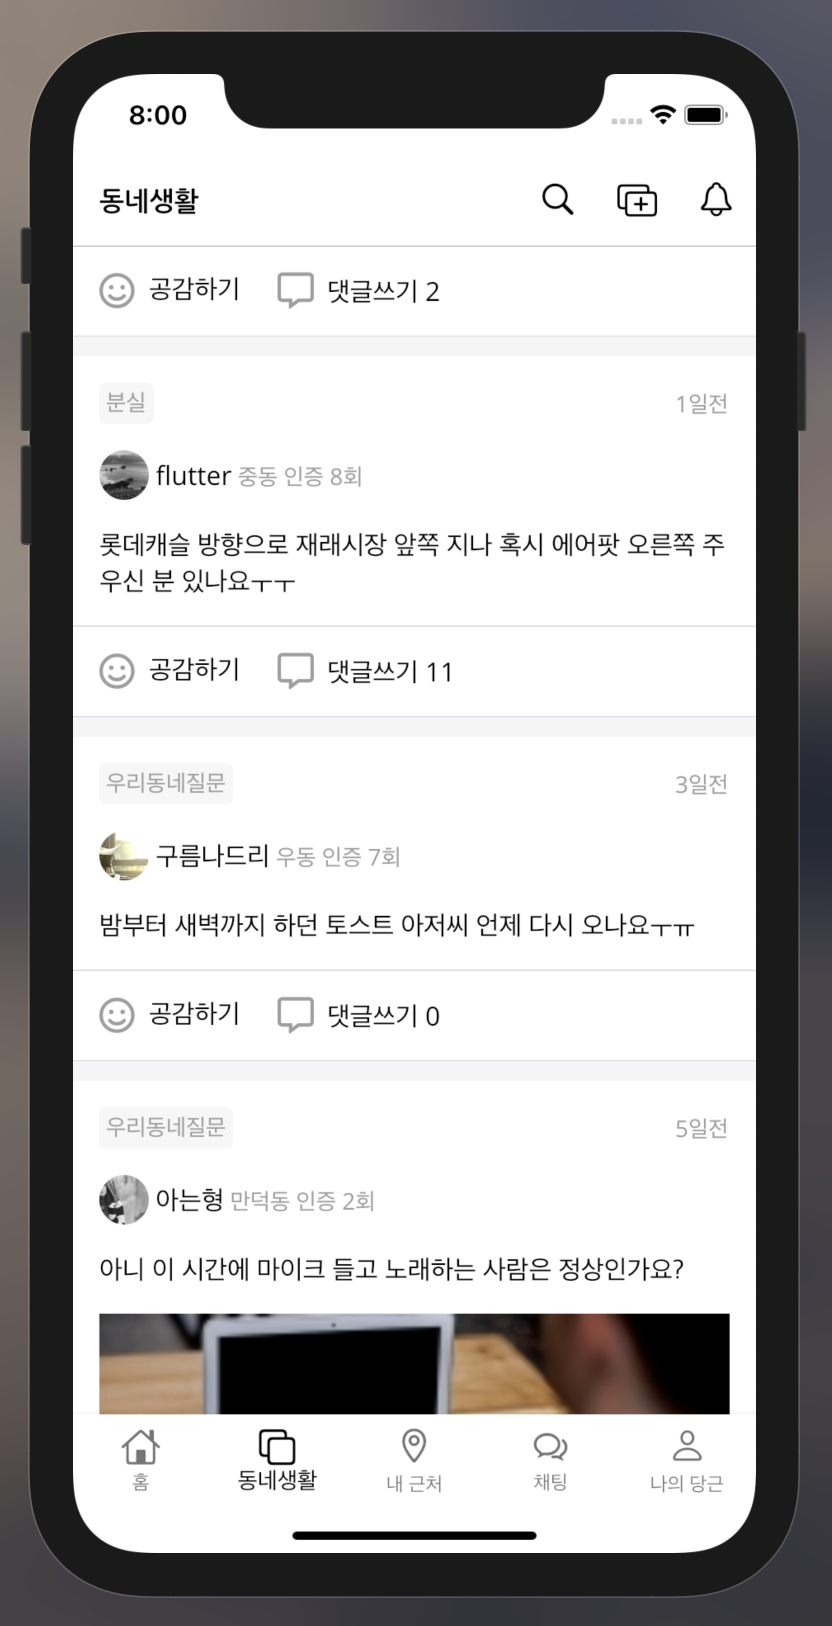 8:00
동네생활
공감하기 댓글쓰기 2
분실 1일전
flutter 중동 인증 8회
롯데캐슬 방향으로 재래시장 앞쪽 지나 혹시 에어팟 오른쪽 주
우신 분 있나요ㅜㅜ
공감하기 댓글쓰기 11
우리동네질문 3일전
구름나드리 우동 인증 7회
밤부터 새벽까지 하던 토스트 아저씨 언제 다시 오나요ㅜㅠ
공감하기 댓글쓰기 0
우리동네질문 5일전
아는형 만덕동 인증 2회
아니 이 시간에 마이크 들고 노래하는 사람은 정상인가요?
홈 동네생활 내 근처 채팅 나의 당근